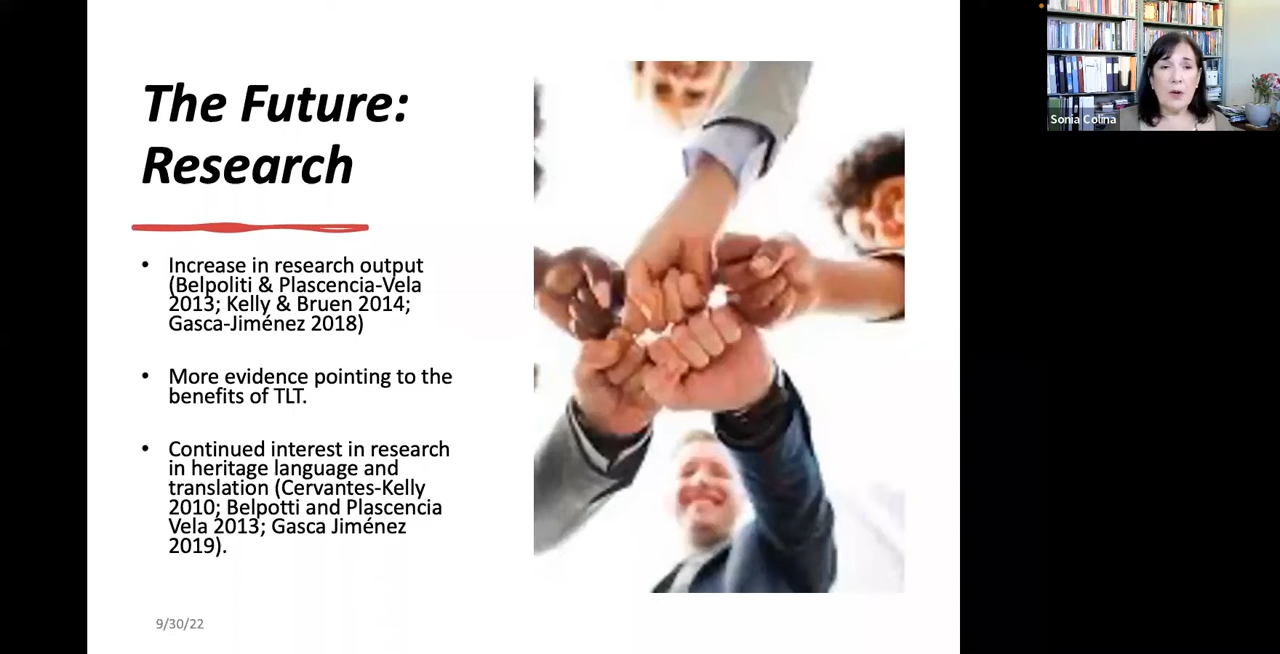 The Future:
Research
• Increase in research output
(Belpoliti & Plascencia-Vela
2013; Kelly & Bruen 2014;
Gasca-Jiménez 2018)
• More evidence pointing to the
benefits of TLT.
• Continued interest in research
in heritage language and
translation (Cervantes-Kelly
2010; Belpotti and Plascencia
Vela 2013; Gasca Jiménez
2019).
9/30/22
Sonia Colina